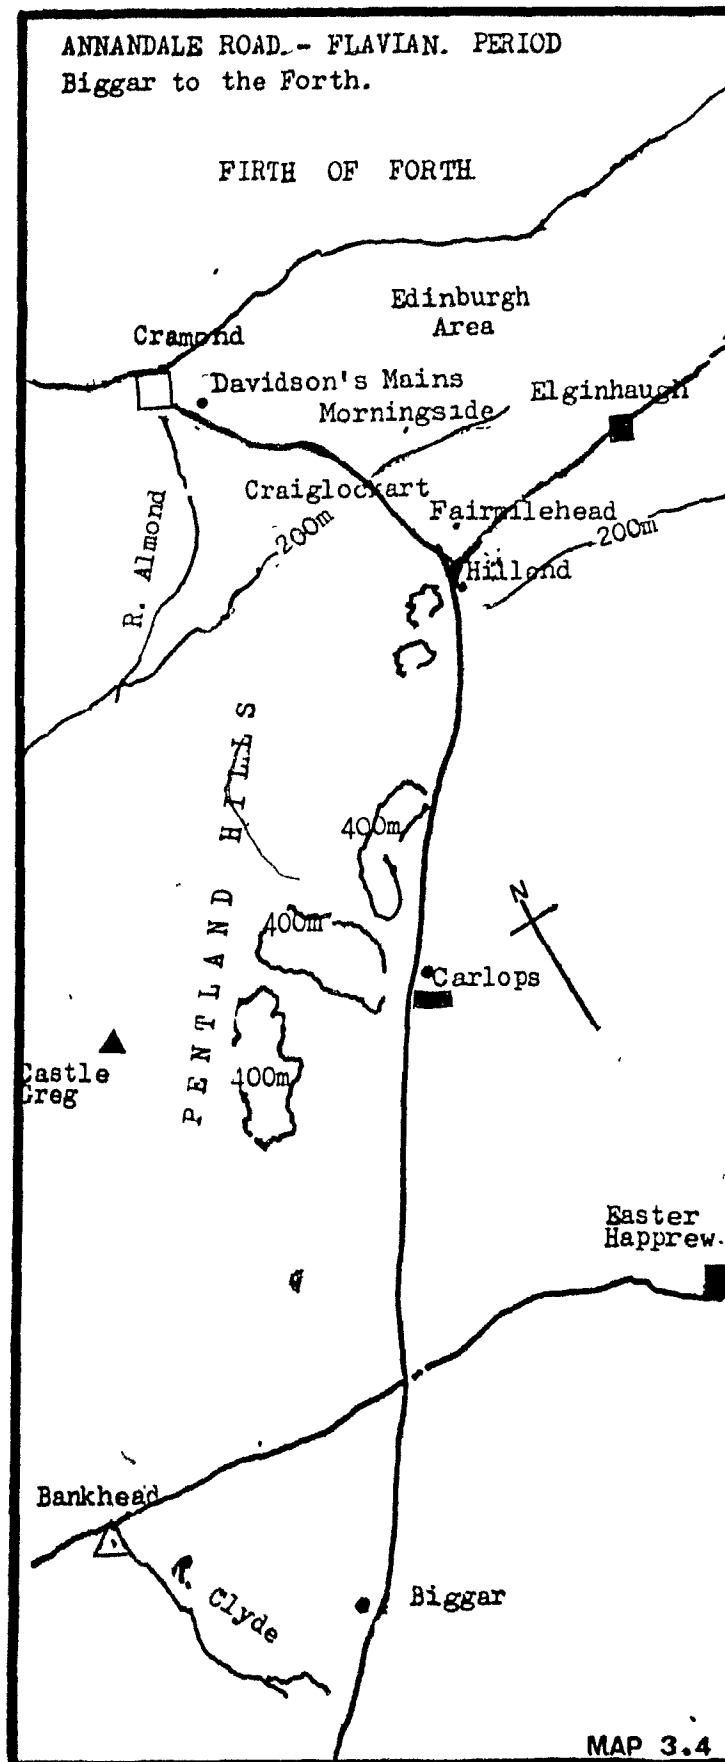 ANNANDALE ROAD.- FLAVIAN. PERIOD
Biggar to the Forth.
FIRTH OF FORTH
Edinburgh
Area
Cramond
Davidson's Mains
Elginhaugh
Morningside
Craiglockart
Fairmilehead
200m
200m
R. Almond
Hillend
PENTLAND HILLS
400m
400m
N
Carlops
Castle
Greg
400m
Easter
Happrew.
Bankhead
R. Clyde
Biggar
MAP 3.4